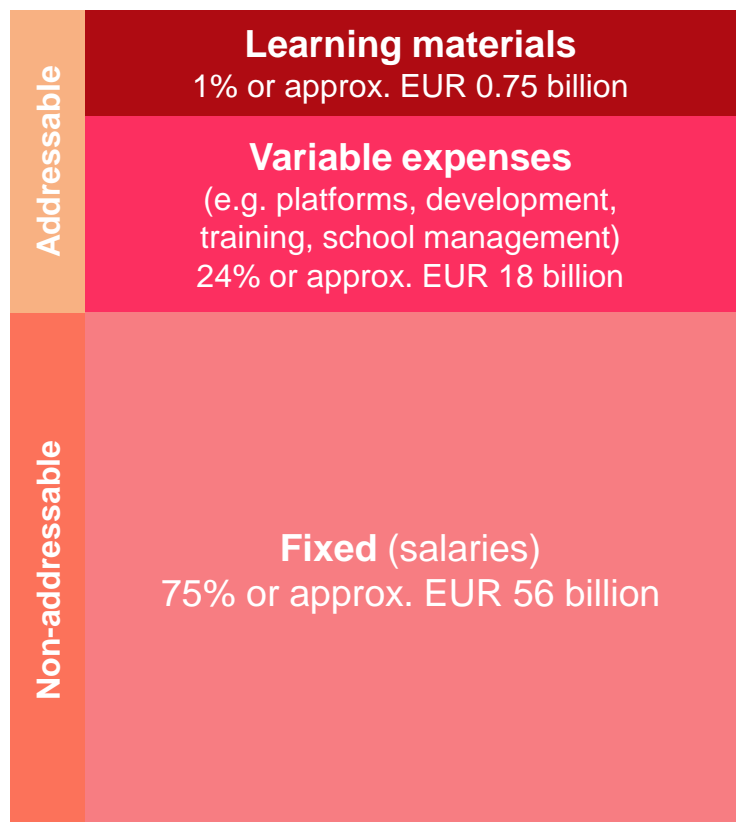 Addressable
Learning materials
1% or approx. EUR 0.75 billion
Variable expenses
(e.g. platforms, development,
training, school management)
24% or approx. EUR 18 billion
Non-addressable
Fixed (salaries)
75% or approx. EUR 56 billion